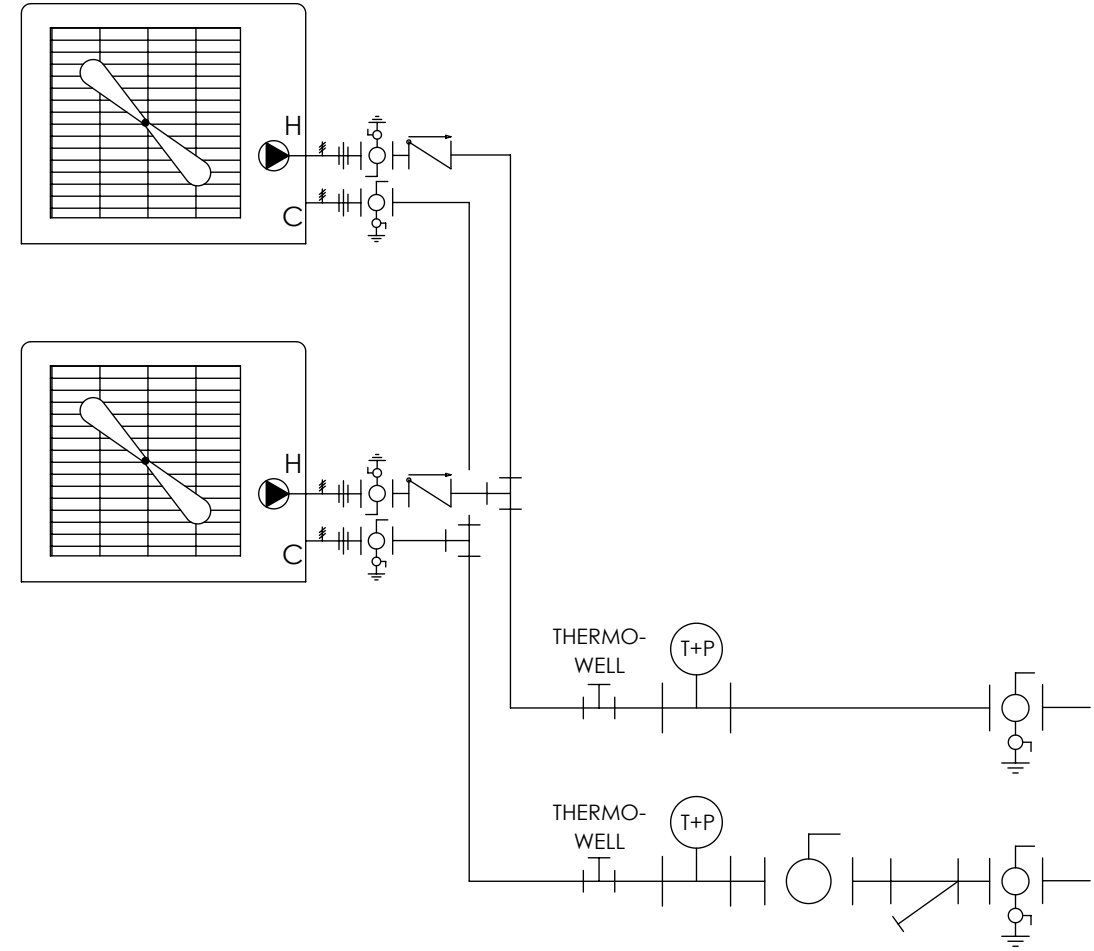 H
C
H
C
THERMO-
WELL
T+P
THERMO-
WELL
T+P